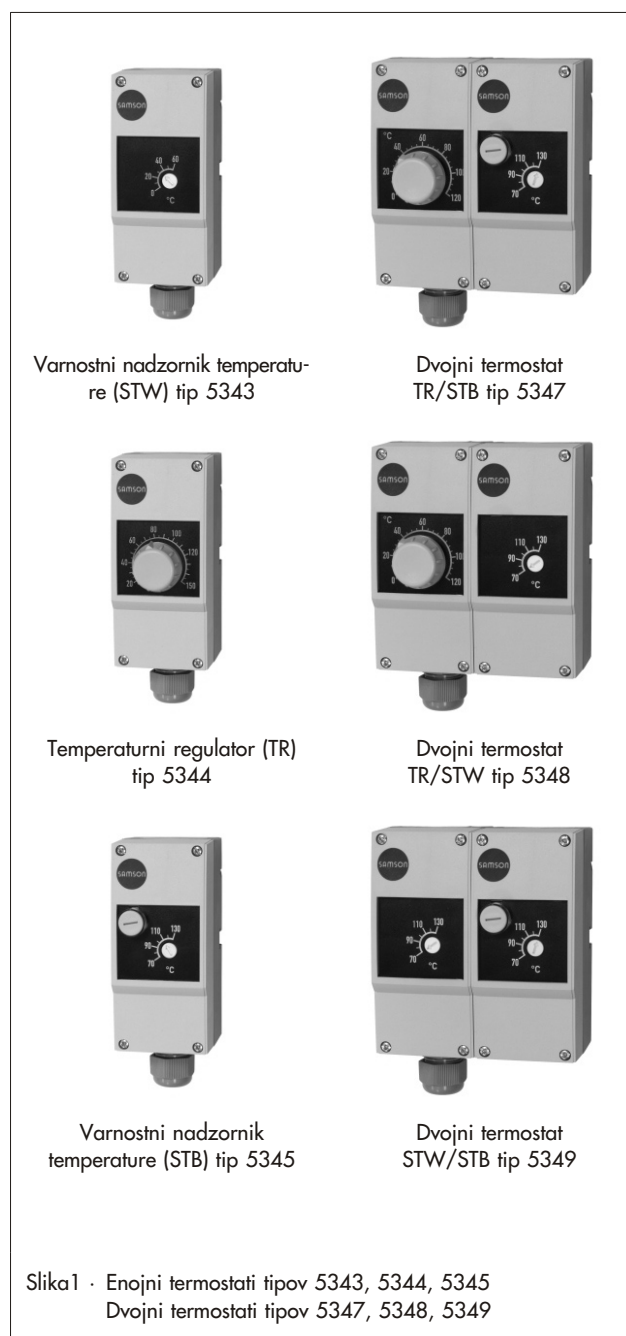 SAMSON
40 60
20
0
°C
Varnostni nadzornik temperatu-
re (STW) tip 5343
SAMSON
SAMSON
°C
60
40 80
20 10
0 120
110 130
90
70
°C
Dvojni termostat
TR/STB tip 5347
SAMSON
80 100
60 120
40
20 150
Temperaturni regulator (TR)
tip 5344
SAMSON
SAMSON
°C
60
40 80
20 10
0 120
110 130
90
70
°C
Dvojni termostat
TR/STW tip 5348
SAMSON
110 130
90
70
°C
Varnostni nadzornik
temperature (STB) tip 5345
SAMSON
SAMSON
110 130
90
70
°C
110 130
90
70
°C
Dvojni termostat
STW/STB tip 5349
Slika1 · Enojni termostati tipov 5343, 5344, 5345
Dvojni termostati tipov 5347, 5348, 5349